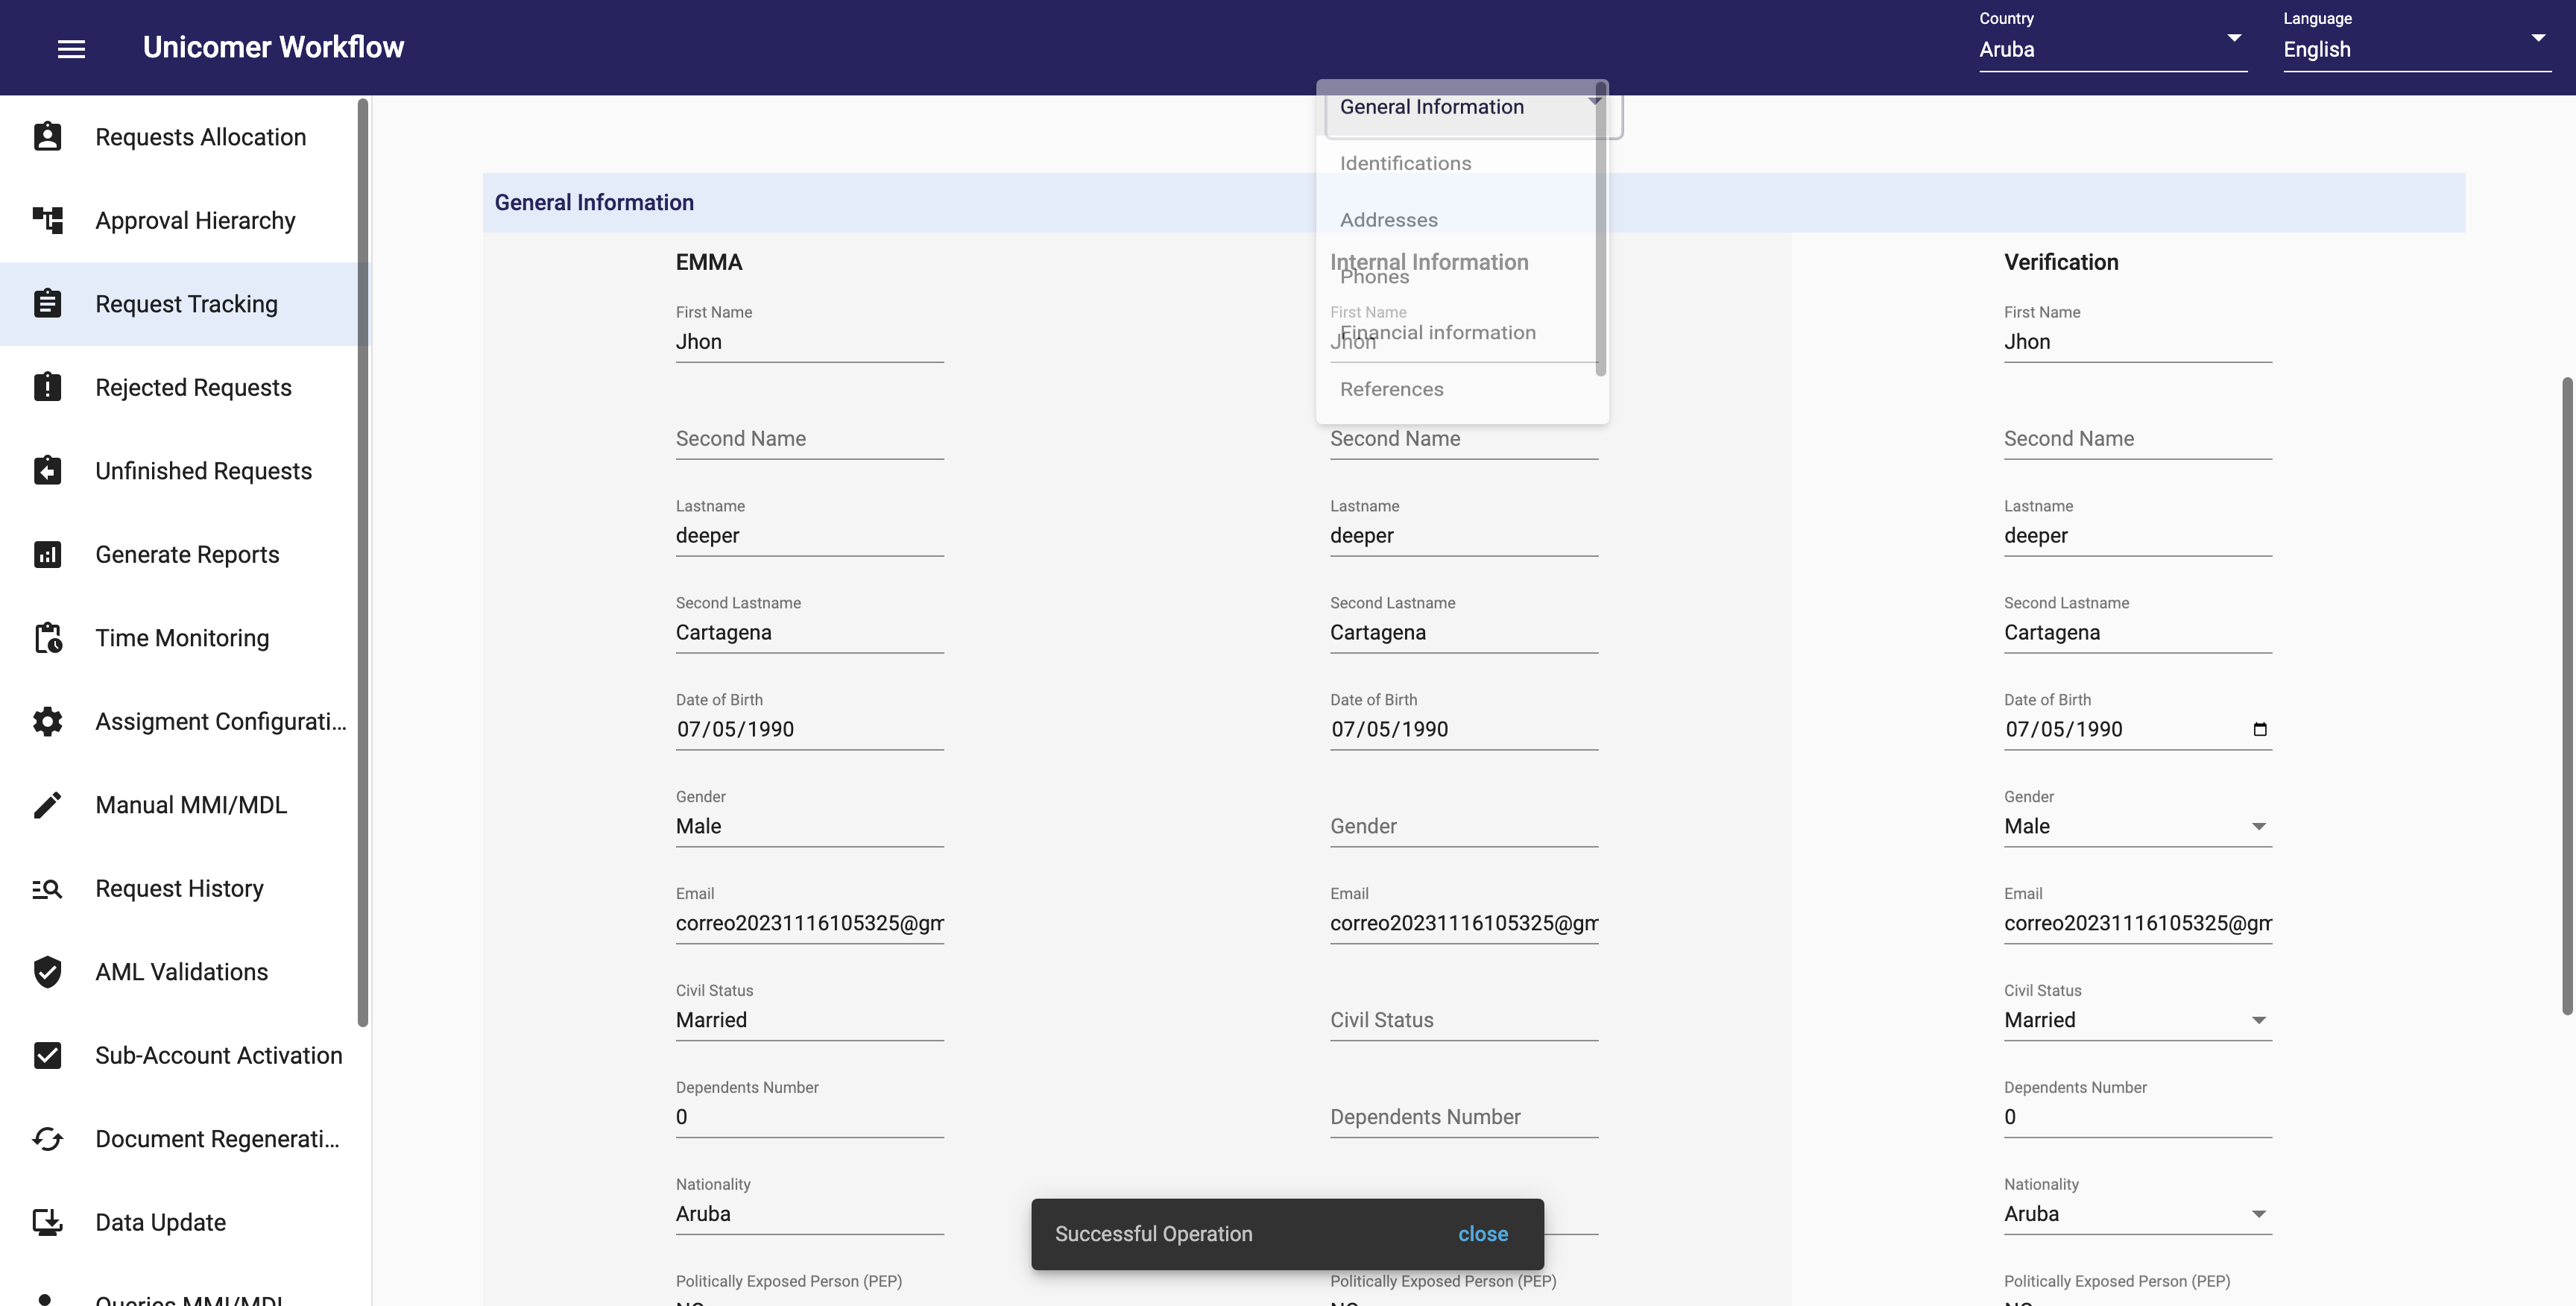 Unicomer Workflow
Country
Aruba
Language
English
Requests Allocation
Approval Hierarchy
Request Tracking
Rejected Requests
Unfinished Requests
Generate Reports
Time Monitoring
Assigment Configurati...
Manual MMI/MDL
Request History
AML Validations
Sub-Account Activation
Document Regenerati...
Data Update
Queries MMI/MDL
General Information
Identifications
Addresses
Phones
Financial information
References
General Information
EMMA
First Name
Jhon
Second Name
Lastname
deeper
Second Lastname
Cartagena
Date of Birth
07/05/1990
Gender
Male
Email
correo20231116105325@gm
Civil Status
Married
Dependents Number
0
Nationality
Aruba
Politically Exposed Person (PEP)
Internal Information
First Name
Jhon
Second Name
Lastname
deeper
Second Lastname
Cartagena
Date of Birth
07/05/1990
Gender
Email
correo20231116105325@gm
Civil Status
Dependents Number
Politically Exposed Person (PEP)
Verification
First Name
Jhon
Second Name
Lastname
deeper
Second Lastname
Cartagena
Date of Birth
07/05/1990
Gender
Male
Email
correo20231116105325@gm
Civil Status
Married
Dependents Number
0
Nationality
Aruba
Politically Exposed Person (PEP)
Successful Operation
close